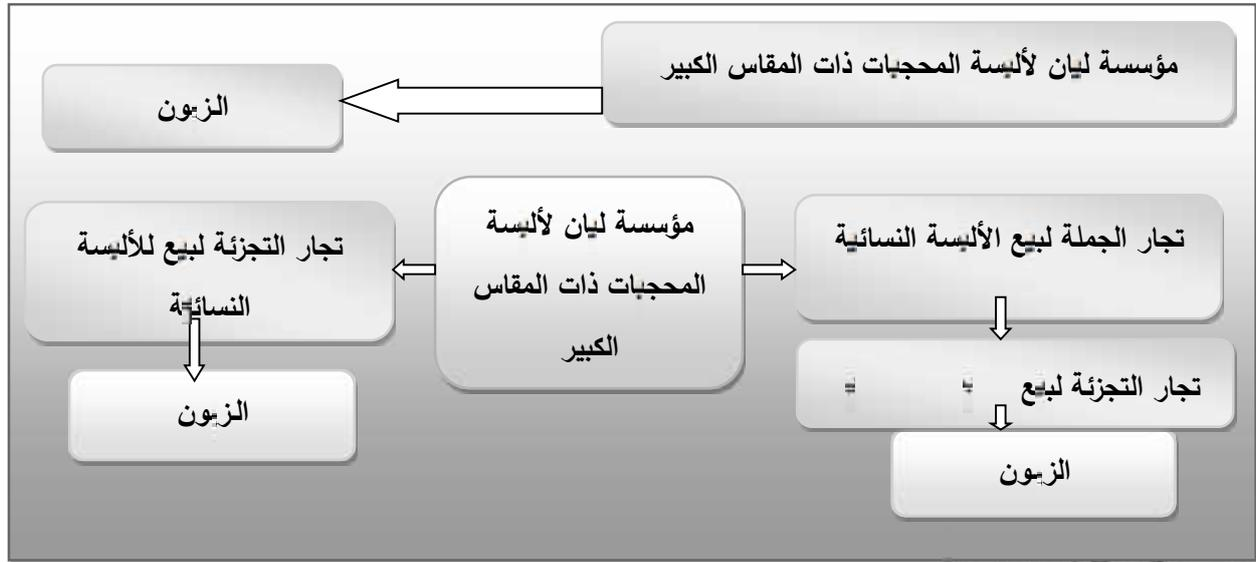 مؤسسة ليان لألبسة المحجبات ذات المقاس الكبير
الزبون
تجار الجملة لبيع الألبسة النسائية
مؤسسة ليان لألبسة
المحجبات ذات المقاس
الكبير
تجار التجزئة لبيع للألبسة
النسائية
تجار التجزئة لبيع
الزبون
الزبون